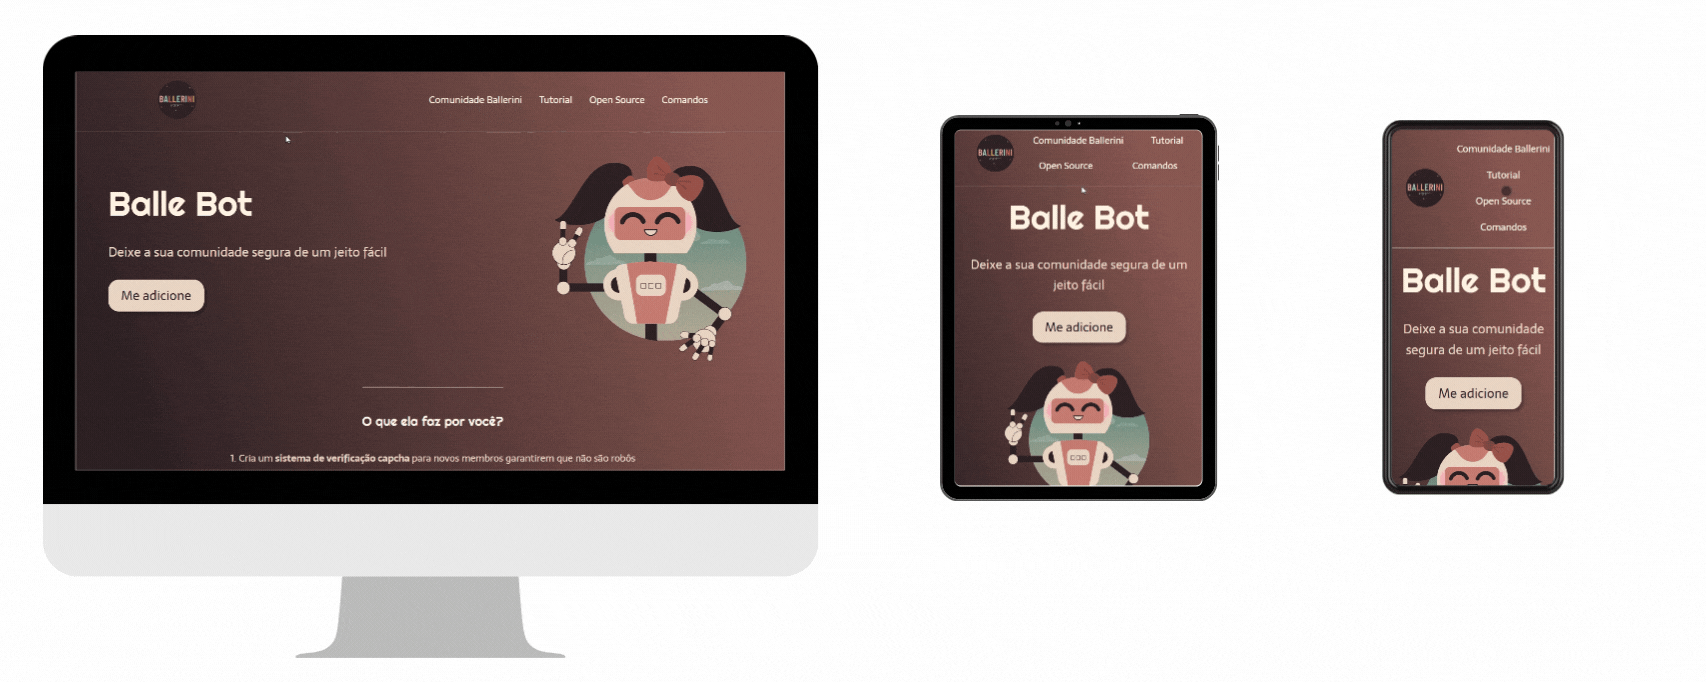 BALLERINI
Comunidade Ballerini
Tutorial
Open Source
Comandos
Balle Bot
Deixe a sua comunidade segura de um jeito fácil
Me adicione
O que ela faz por você?
1. Cria um sistema de verificação capcha para novos membros garantirem que não são robôs
BALLERINI
Comunidade Ballerini
Tutorial
Open Source
Comandos
Balle Bot
Deixe a sua comunidade segura de um
jeito fácil
Me adicione
BALLERINI
Comunidade Ballerini
Tutorial
Open Source
Comandos
Balle Bot
Deixe a sua comunidade
segura de um jeito fácil
Me adicione